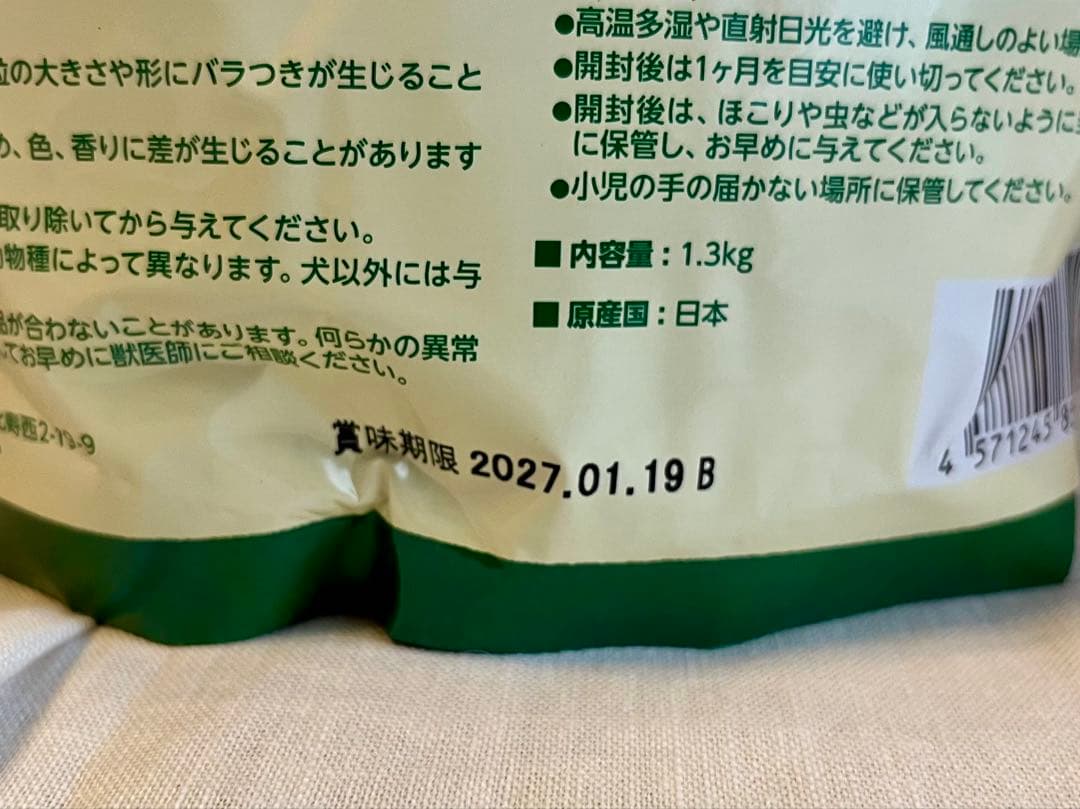 粒の大きさや形にバラつきが生じること
め、色、香りに差が生じることがあります
取り除いてから与えてください。
物種によって異なります。犬以外には与
が合わないことがあります。何らかの異常
てお早めに獣医師にご相談ください。
寿西2-19-9
●高温多湿や直射日光を避け、風通しのよい場
●開封後は1ヶ月を目安に使い切ってください。
●開封後は、ほこりや虫などが入らないように
に保管し、お早めに与えてください。
●小児の手の届かない場所に保管してください。
■ 内容量：1.3kg
■ 原産国：日本
賞味期限 2027.01.19 B
4 571245 8